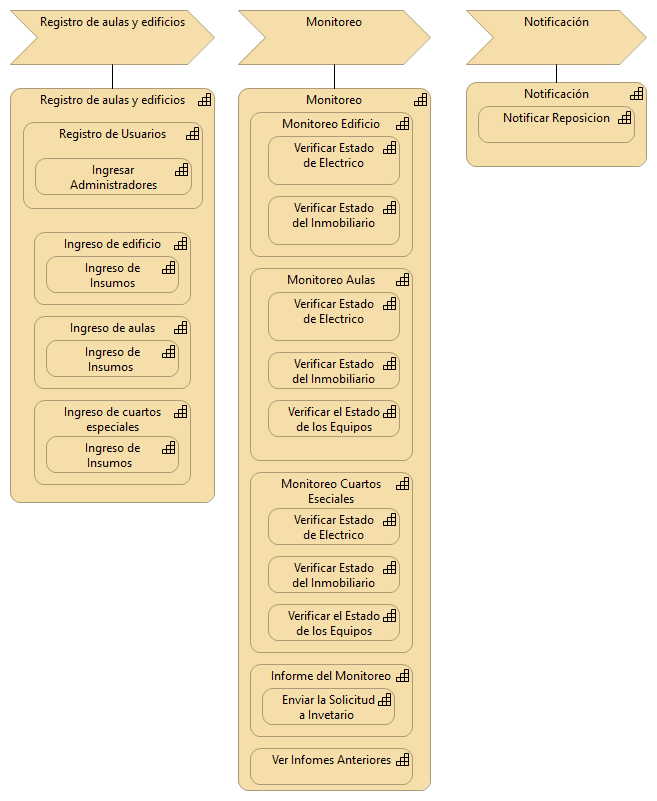 Registro de aulas y edificios
Registro de aulas y edificios
Registro de Usuarios
Ingresar
Administradores
Ingreso de edificio
Ingreso de
Insumos
Ingreso de aulas
Ingreso de
Insumos
Ingreso de cuartos
especiales
Ingreso de
Insumos
Monitoreo
Monitoreo
Monitoreo Edificio
Verificar Estado
de Electrico
Verificar Estado
del Inmobiliario
Monitoreo Aulas
Verificar Estado
de Electrico
Verificar Estado
del Inmobiliario
Verificar el Estado
de los Equipos
Monitoreo Cuartos
Eseciales
Verificar Estado
de Electrico
Verificar Estado
del Inmobiliario
Verificar el Estado
de los Equipos
Informe del Monitoreo
Enviar la Solicitud
a Invetario
Ver Infomes Anteriores
Notificación
Notificación
Notificar Reposicion